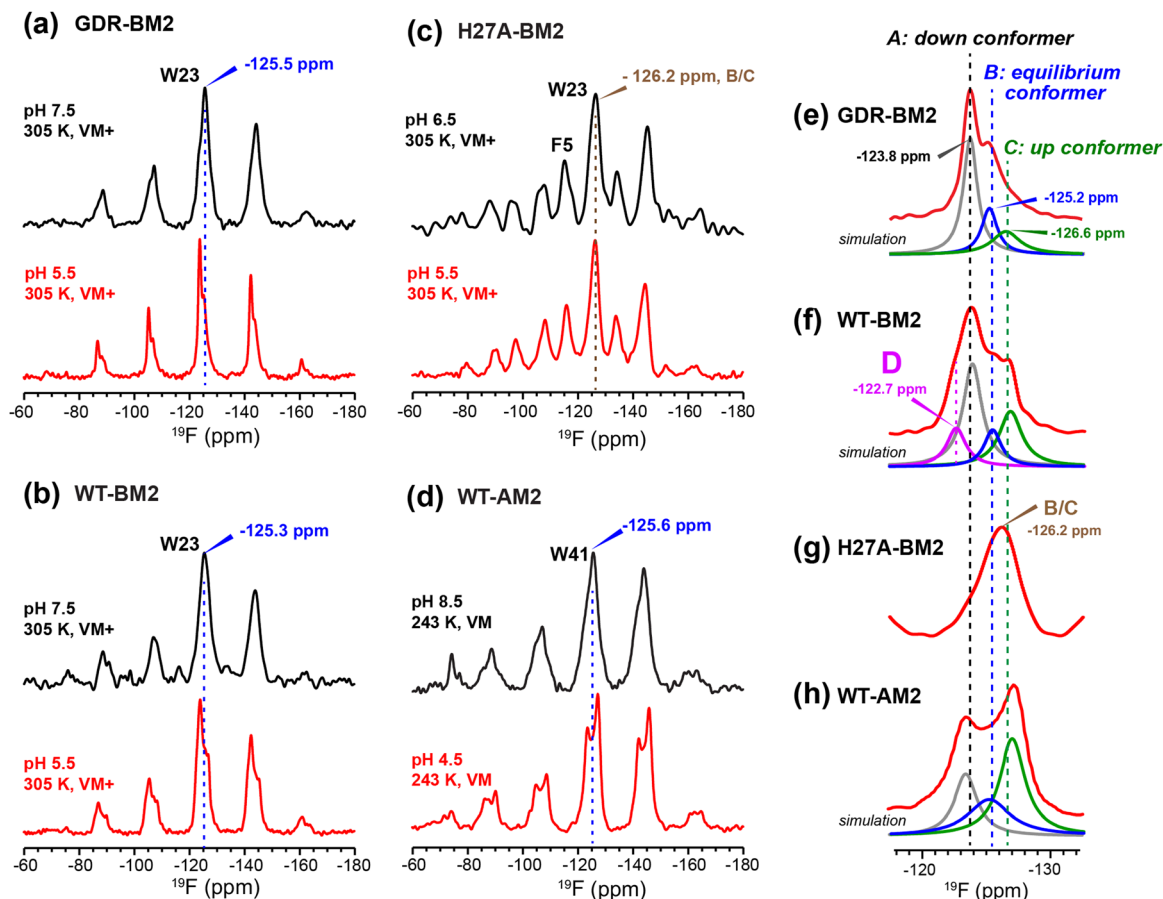 (a) GDR-BM2
W23
-125.5 ppm
pH 7.5
305 K, VM+
pH 5.5
305 K, VM+
-60 -80 -100 -120 -140 -160 -180
¹⁹F (ppm)
(b) WT-BM2
W23
-125.3 ppm
pH 7.5
305 K, VM+
pH 5.5
305 K, VM+
-60 -80 -100 -120 -140 -160 -180
¹⁹F (ppm)
(c) H27A-BM2
W23
- 126.2 ppm, B/C
pH 6.5
305 K, VM+
F5
pH 5.5
305 K, VM+
-60 -80 -100 -120 -140 -160 -180
¹⁹F (ppm)
(d) WT-AM2
-125.6 ppm
W41
pH 8.5
243 K, VM
pH 4.5
243 K, VM
-60 -80 -100 -120 -140 -160 -180
¹⁹F (ppm)
A: down conformer
B: equilibrium
conformer
C: up conformer
(e) GDR-BM2
-123.8 ppm
-125.2 ppm
-126.6 ppm
simulation
(f) WT-BM2
D
-122.7 ppm
simulation
(g) H27A-BM2
B/C
-126.2 ppm
(h) WT-AM2
simulation
-120 -130
¹⁹F (ppm)